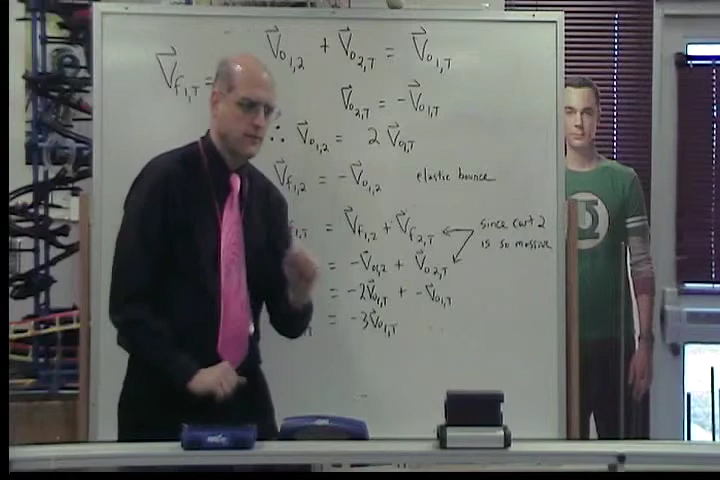 V⃗o1,2 + V⃗o2,T = V⃗o1,T
V⃗f1,T =
V⃗o2,T = -V⃗o1,T
∴ V⃗o1,2 = 2 V⃗o1,T
V⃗f1,2 = -V⃗o1,2 elastic bounce
f1,T = V⃗f1,2 + V⃗f2,T since cart 2
is so massive
= -V⃗o1,2 + V⃗o2,T
= -2V⃗o1,T + -V⃗o1,T
,T = -3V⃗o1,T